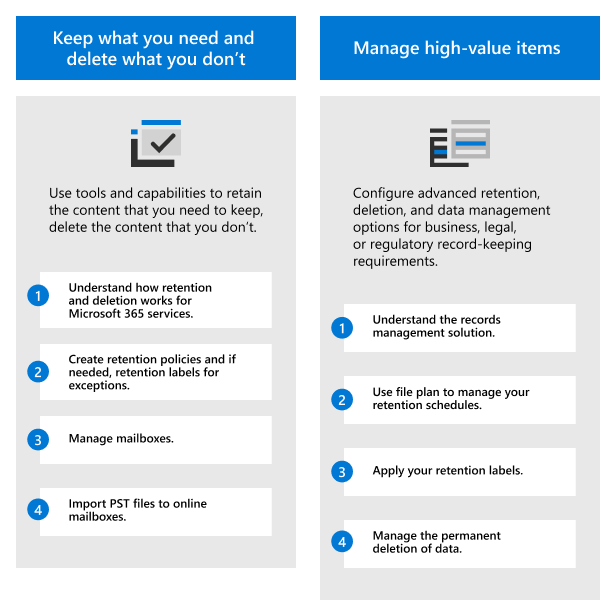 Keep what you need and
delete what you don’t
Use tools and capabilities to retain
the content that you need to keep,
delete the content that you don’t.
1
Understand how retention
and deletion works for
Microsoft 365 services.
2
Create retention policies and if
needed, retention labels for
exceptions.
3
Manage mailboxes.
4
Import PST files to online
mailboxes.
Manage high-value items
Configure advanced retention,
deletion, and data management
options for business, legal,
or regulatory record-keeping
requirements.
1
Understand the records
management solution.
2
Use file plan to manage your
retention schedules.
3
Apply your retention labels.
4
Manage the permanent
deletion of data.